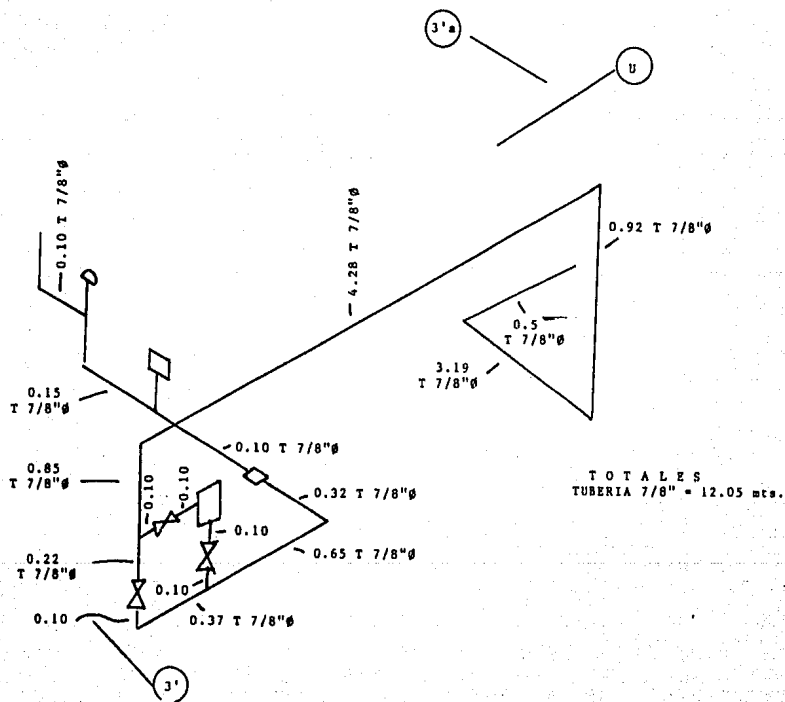 3'a
U
0.10 T 7/8"Ø
4.28 T 7/8"Ø
0.92 T 7/8"Ø
0.5
T 7/8"Ø
3.19
T 7/8"Ø
0.15
T 7/8"Ø
0.10 T 7/8"Ø
0.85
T 7/8"Ø
0.10
0.10
0.32 T 7/8"Ø
TOTALES
TUBERIA 7/8" = 12.05 mts.
0.10
0.65 T 7/8"Ø
0.22
T 7/8"Ø
0.10
0.10
0.37 T 7/8"Ø
3'